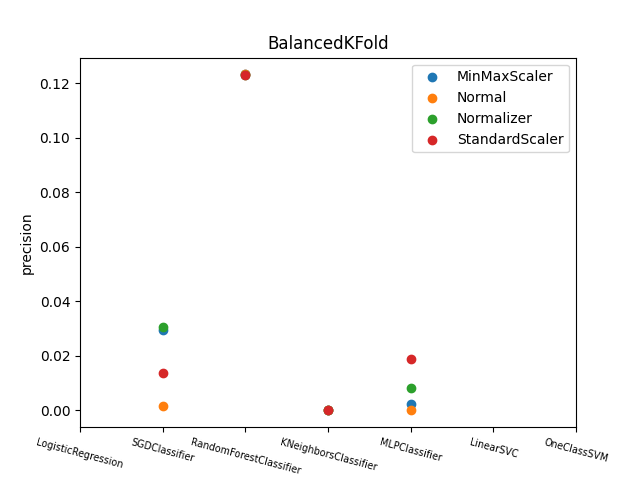 BalancedKFold
MinMaxScaler
Normal
Normalizer
StandardScaler
precision
0.12
0.10
0.08
0.06
0.04
0.02
0.00
LogisticRegression
SGDClassifier
RandomForestClassifier
KNeighborsClassifier
MLPClassifier
LinearSVC
OneClassSVM